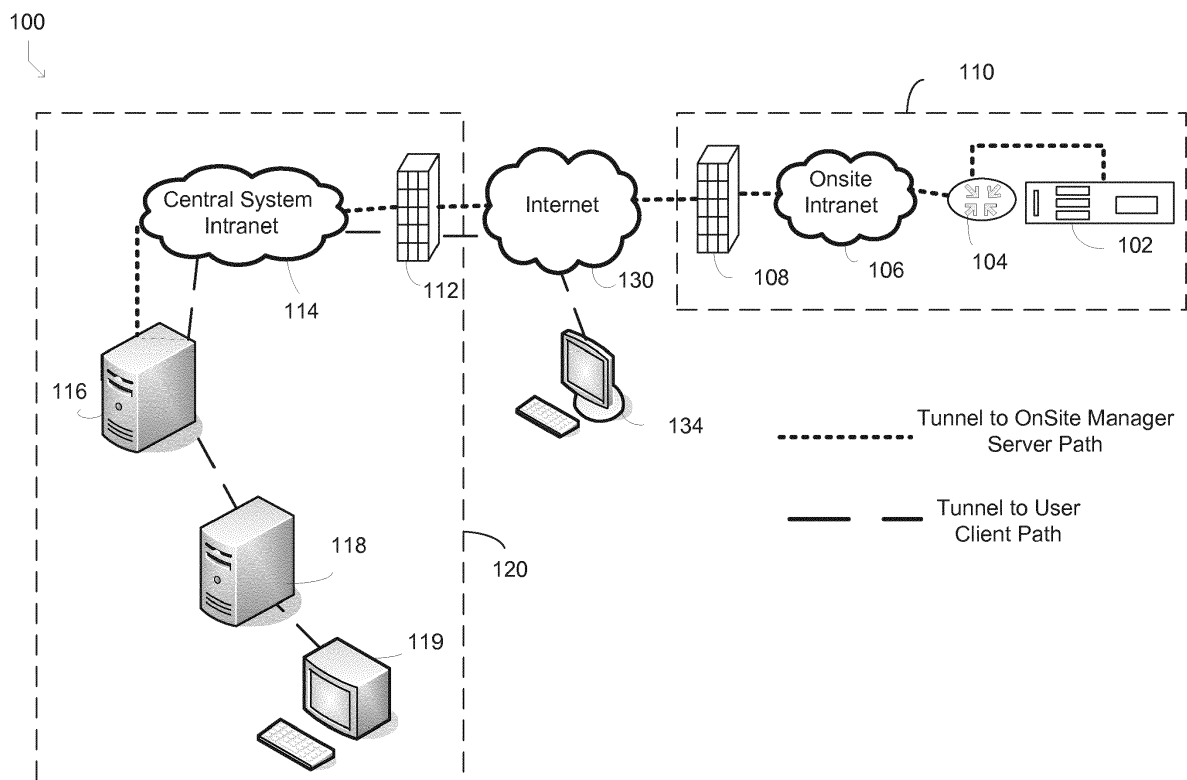 100
110
Central System
Intranet
Internet
Onsite
Intranet
112
114
130
108
106
104
102
116
134
Tunnel to OnSite Manager
Server Path
Tunnel to User
Client Path
118
120
119